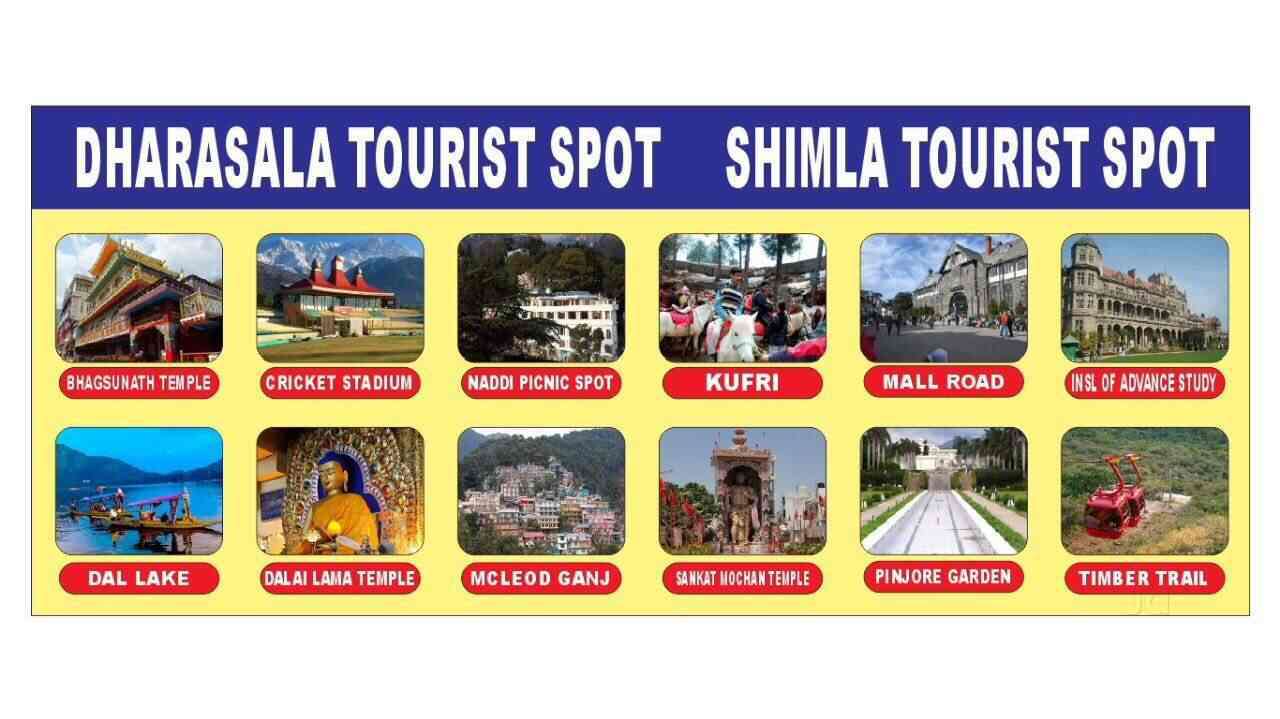 DHARASALA TOURIST SPOT SHIMLA TOURIST SPOT
BHAGSUNATH TEMPLE CRICKET STADIUM NADDI PICNIC SPOT KUFRI MALL ROAD INSL OF ADVANCE STUDY
DAL LAKE DALAI LAMA TEMPLE MCLEOD GANJ SANKAT MOCHAN TEMPLE PINJORE GARDEN TIMBER TRAIL